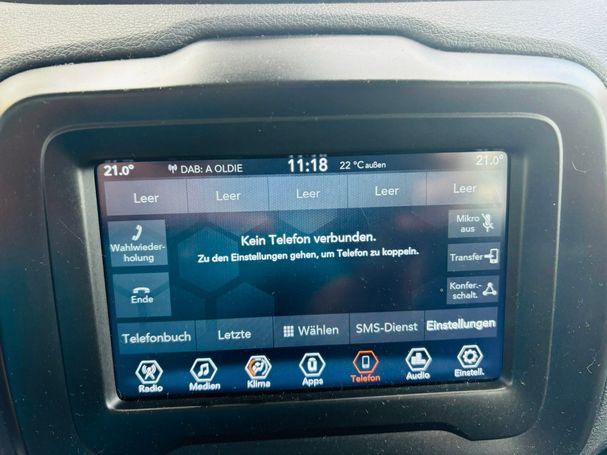 21.0° DAB: A OLDIE 11:18 22 °C außen 21.0°
Leer Leer Leer Leer Leer
Wahlwieder-
holung
Kein Telefon verbunden.
Zu den Einstellungen gehen, um Telefon zu koppeln.
Mikro
aus
Transfer
Ende
Konfer.-
schalt.
Telefonbuch Letzte Wählen SMS-Dienst Einstellungen
Radio Medien Klima Apps Telefon Audio Einstell.